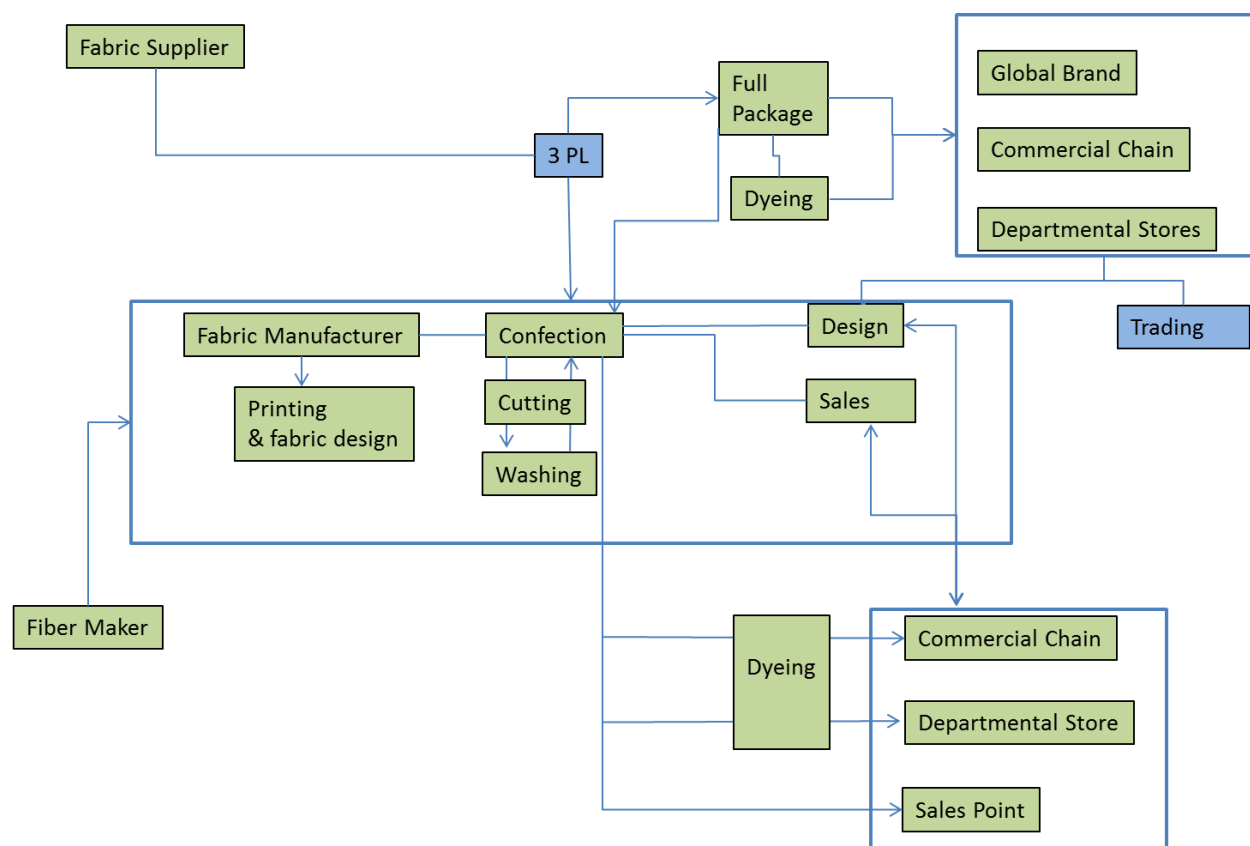 Fabric Supplier
Full
Package
Global Brand
3 PL
Commercial Chain
Dyeing
Departmental Stores
Fabric Manufacturer
Confection
Design
Trading
Printing
& fabric design
Cutting
Sales
Washing
Fiber Maker
Dyeing
Commercial Chain
Departmental Store
Sales Point